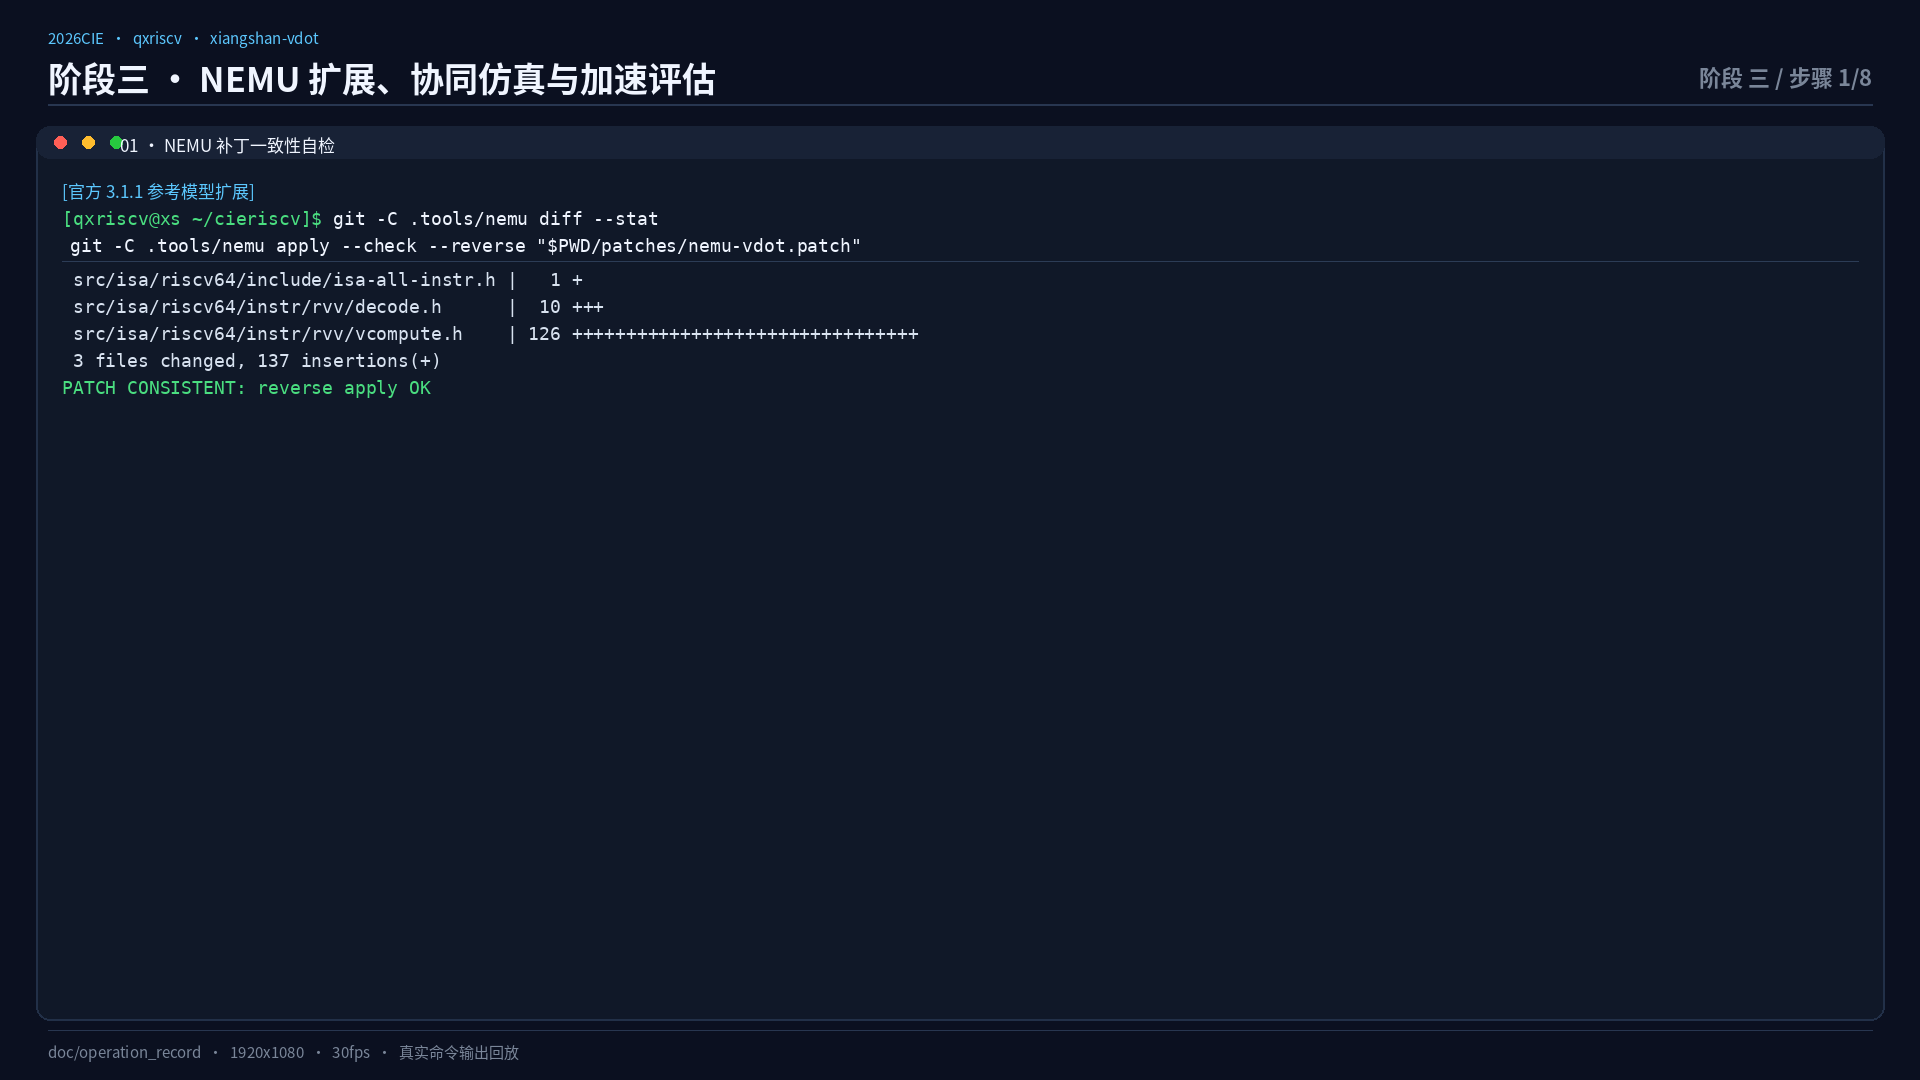 2026CIE · qxriscv · xiangshan-vdot
阶段三 · NEMU 扩展、协同仿真与加速评估
阶段 三 / 步骤 1/8
01 · NEMU 补丁一致性自检
[官方 3.1.1 参考模型扩展]
[qxriscv@xs ~/cieriscv]$ git -C .tools/nemu diff --stat
git -C .tools/nemu apply --check --reverse "$PWD/patches/nemu-vdot.patch"
src/isa/riscv64/include/isa-all-instr.h |   1 +
src/isa/riscv64/instr/rvv/decode.h      |  10 +++
src/isa/riscv64/instr/rvv/vcompute.h    | 126 ++++++++++++++++++++++++++++++++
3 files changed, 137 insertions(+)
PATCH CONSISTENT: reverse apply OK
doc/operation_record · 1920x1080 · 30fps · 真实命令输出回放